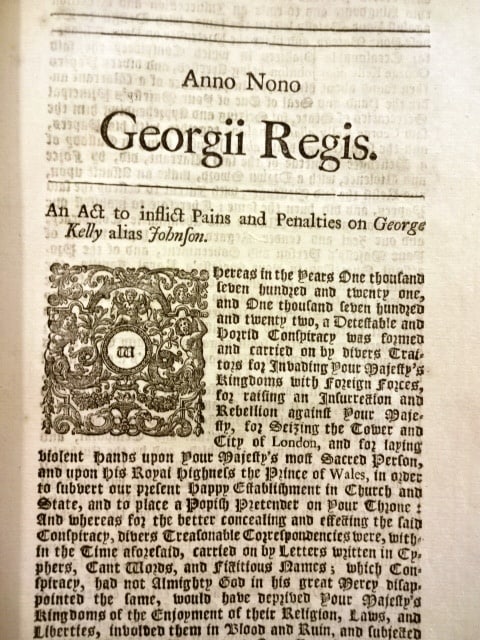 Anno Nono
Georgii Regis.
An Act to inflict Pains and Penalties on George
Kelly alias Johnson.
Whereas in the Years One thousand
seven hundred and twenty one,
and One thousand seven hundred
and twenty two, a Detestable and
Horrid Conspiracy was formed
and carried on by divers Trai-
tors for Invading Your Majesty's
Kingdoms with Foreign Forces,
for raising an Insurrection and
Rebellion against Your Maje-
sty, for Seizing the Tower and
City of London, and for laying
violent Hands upon Your Majesty's most Sacred Person,
and upon His Royal Highness the Prince of Wales, in order
to subvert our present Happy Establishment in Church and
State, and to place a Popish Pretender on Your Throne:
And whereas for the better concealing and effecting the said
Conspiracy, divers Treasonable Correspondencies were, with-
in the Time aforesaid, carried on by Letters written in Cy-
phers, Cant Words, and Fictitious Names; which Con-
spiracy, had not Almighty God in his great Mercy disap-
pointed the same, would have deprived Your Majesty's
Kingdoms of the Enjoyment of their Religion, Laws, and
Liberties, involved them in Blood and Ruin, and subjected